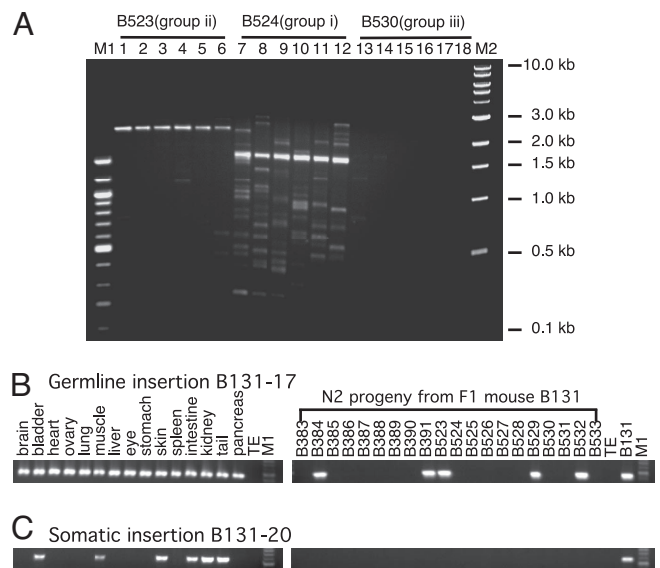 A
B523(group ii) B524(group i) B530(group iii)
M1 1 2 3 4 5 6 7 8 9 10 11 12 13 14 15 16 17 18 M2
10.0 kb
3.0 kb
2.0 kb
1.5 kb
1.0 kb
0.5 kb
0.1 kb
B
Germline insertion B131-17
N2 progeny from F1 mouse B131
brain bladder heart ovary lung muscle liver eye stomach skin spleen intestine kidney tail pancreas TE M1
B383 B384 B385 B386 B387 B388 B389 B390 B391 B523 B524 B525 B526 B527 B528 B529 B530 B531 B532 B533 TE B131 M1
C
Somatic insertion B131-20